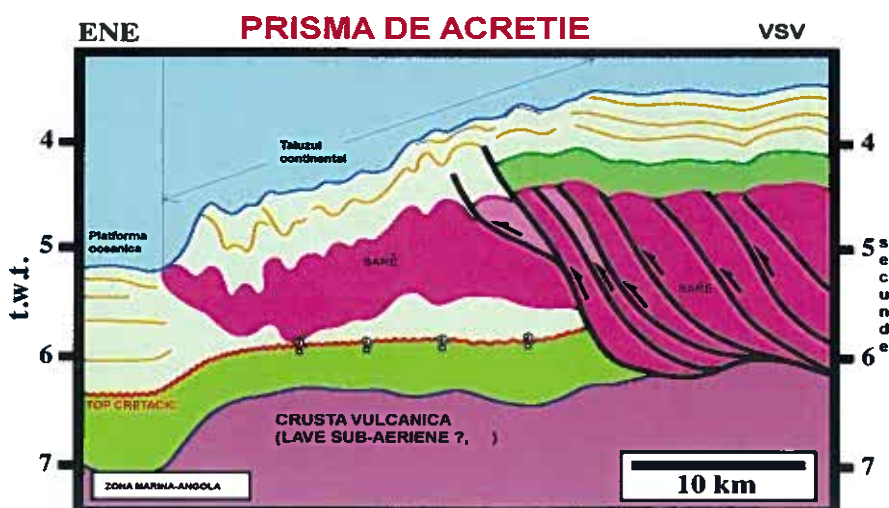 ENE
PRISMA DE ACRETIE
VSV
4
5
6
7
t.w.t.
Taluzul
continental
Platforma
oceanica
SARE
SARE
TOP CRETACIC
CRUSTA VULCANICA
(LAVE SUB-AERIENE ?, )
ZONA MARINA-ANGOLA
10 km
4
5
6
7
secunde